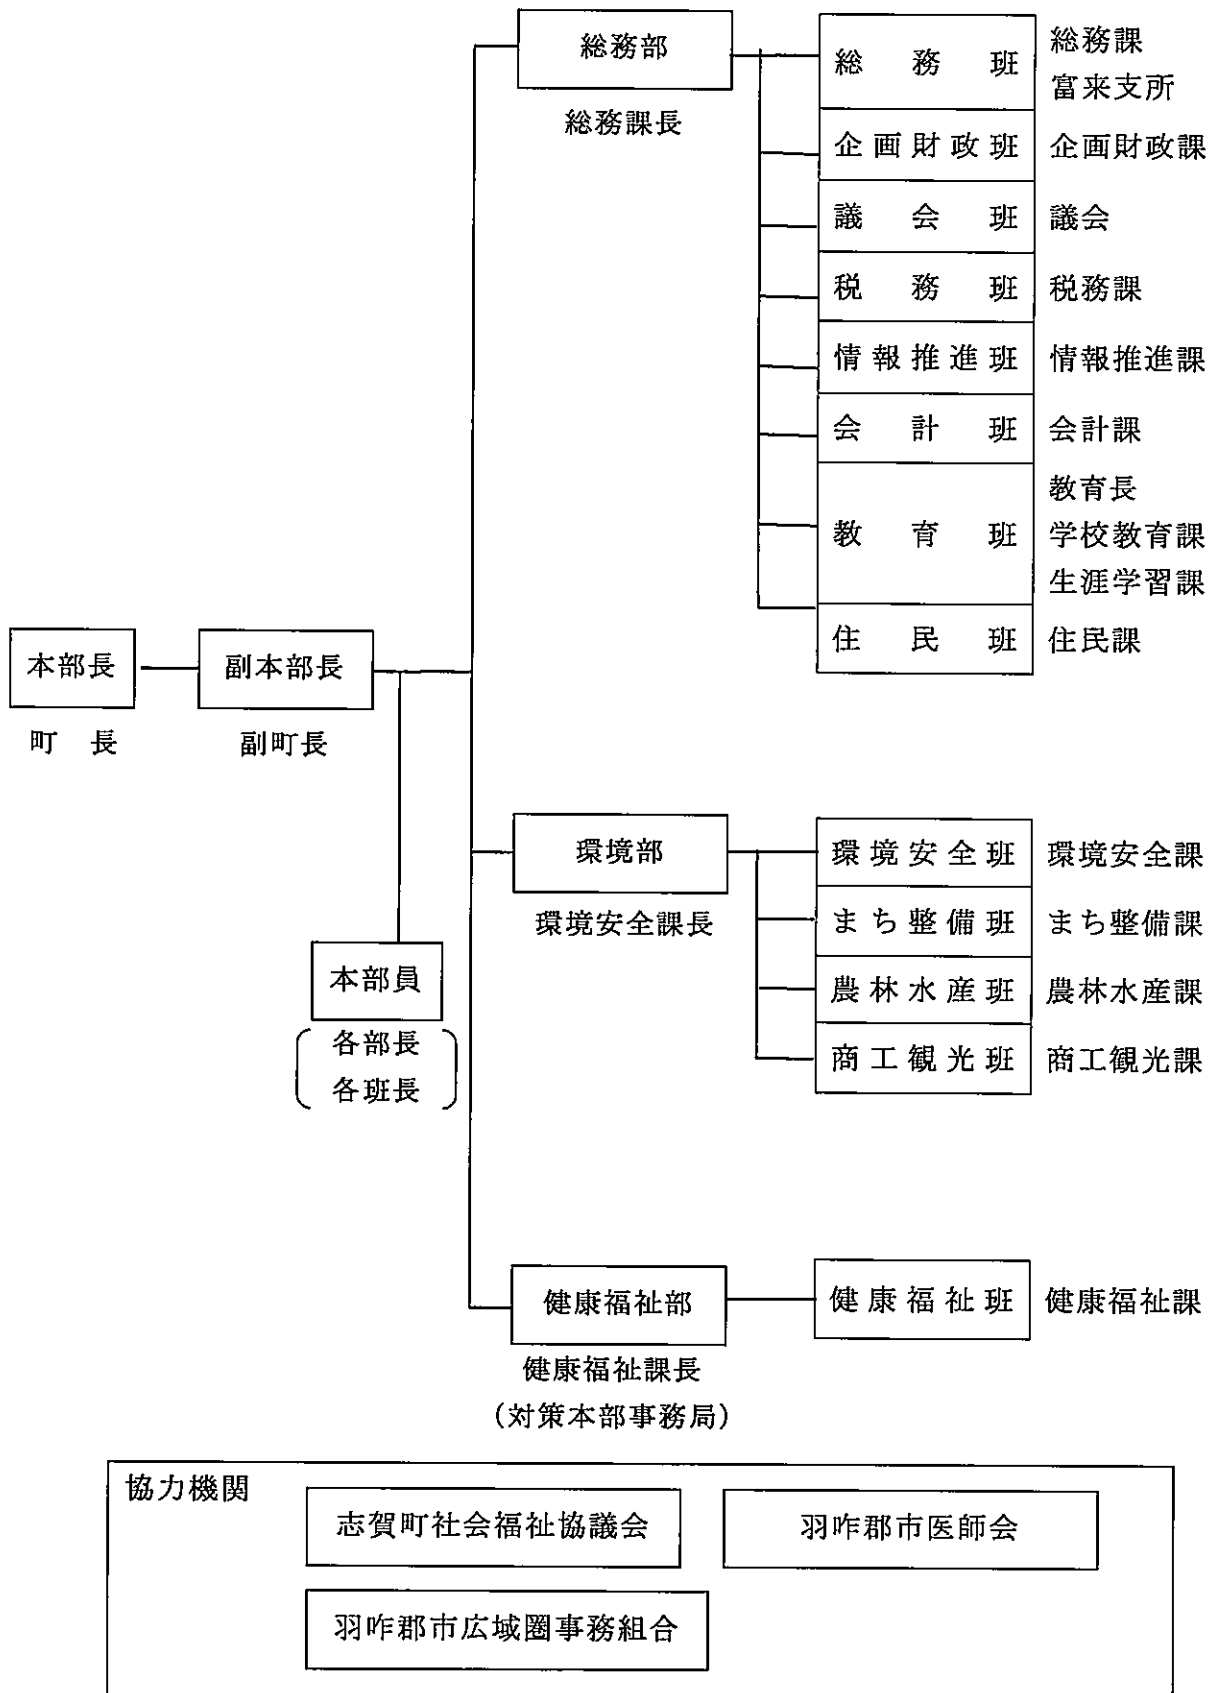 総務部
総務課長
総務班 総務課
富来支所
企画財政班 企画財政課
議会班 議会
税務班 税務課
情報推進班 情報推進課
会計班 会計課
教育長
教育班 学校教育課
生涯学習課
住民班 住民課
本部長 副本部長
町長 副町長
本部員
各部長
各班長
環境部
環境安全課長
環境安全班 環境安全課
まち整備班 まち整備課
農林水産班 農林水産課
商工観光班 商工観光課
健康福祉部
健康福祉課長
(対策本部事務局)
健康福祉班 健康福祉課
協力機関
志賀町社会福祉協議会 羽咋郡市医師会
羽咋郡市広域圏事務組合